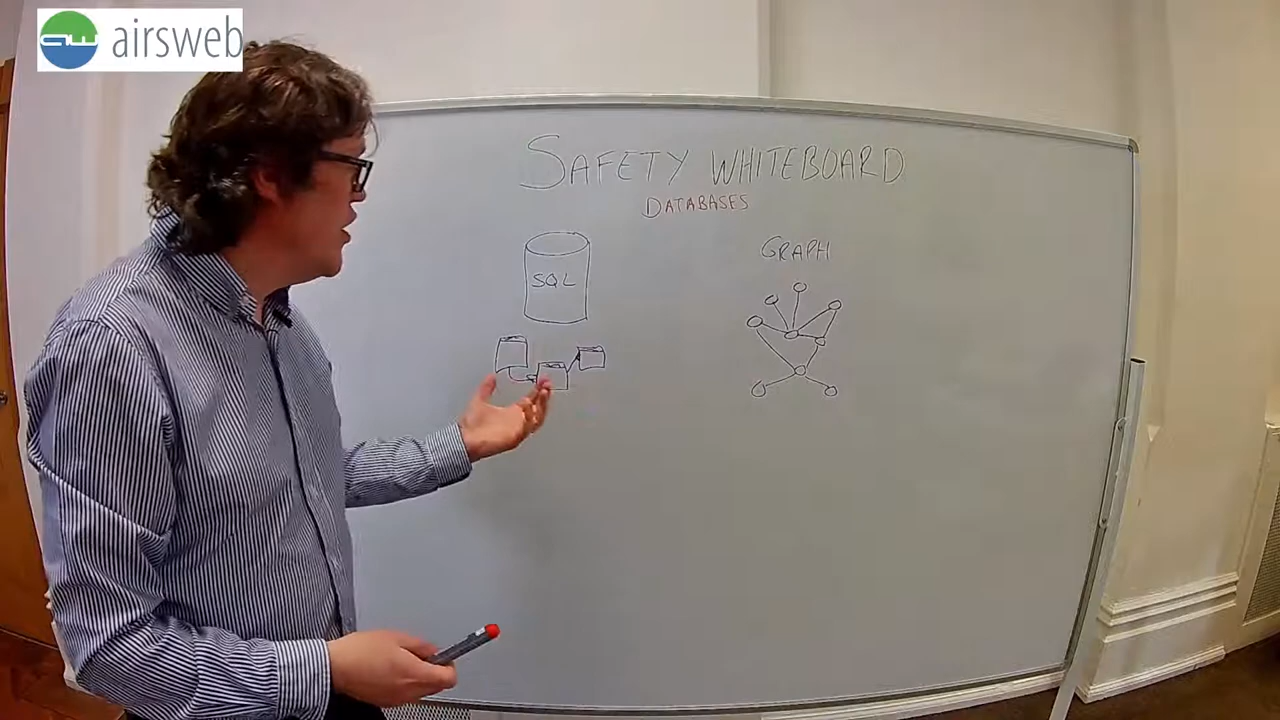 airsweb
SAFETY WHITEBOARD
DATABASES
SQL
GRAPH